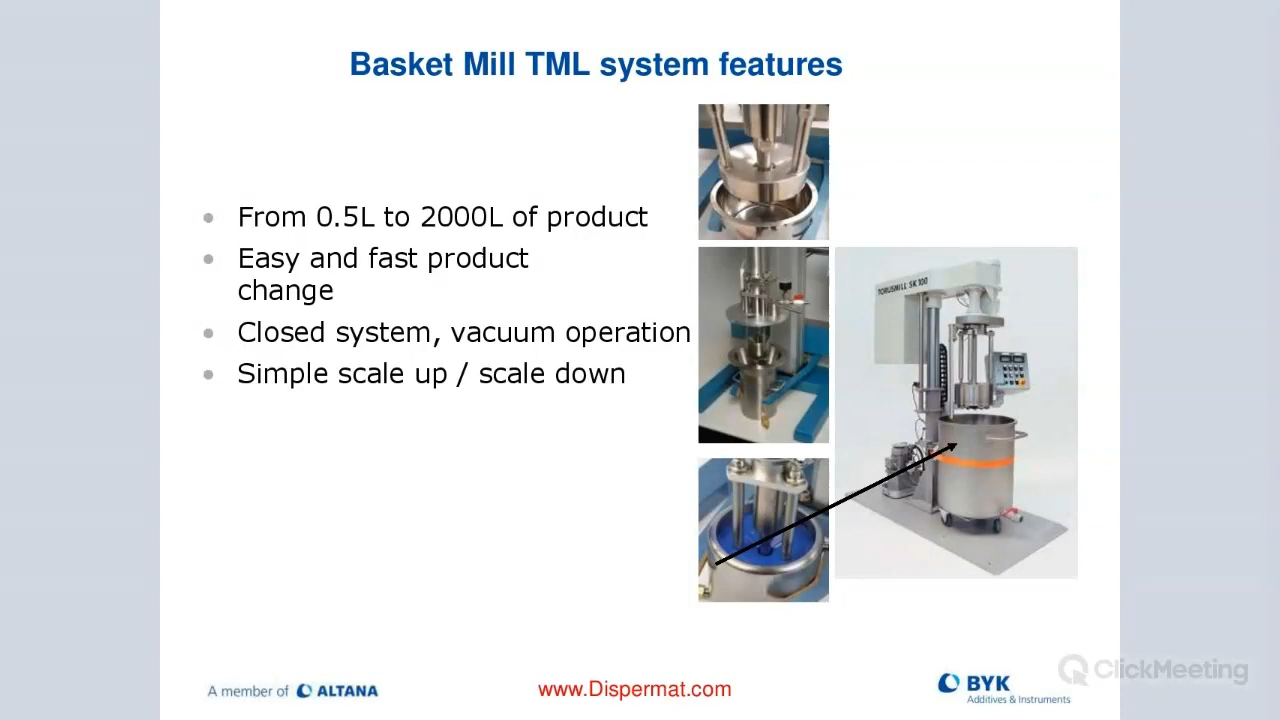 Basket Mill TML system features
From 0.5L to 2000L of product
Easy and fast product
change
Closed system, vacuum operation
Simple scale up / scale down
TORUSMILL SK 100
A member of ALTANA
www.Dispermat.com
BYK
Additives & Instruments
ClickMeeting